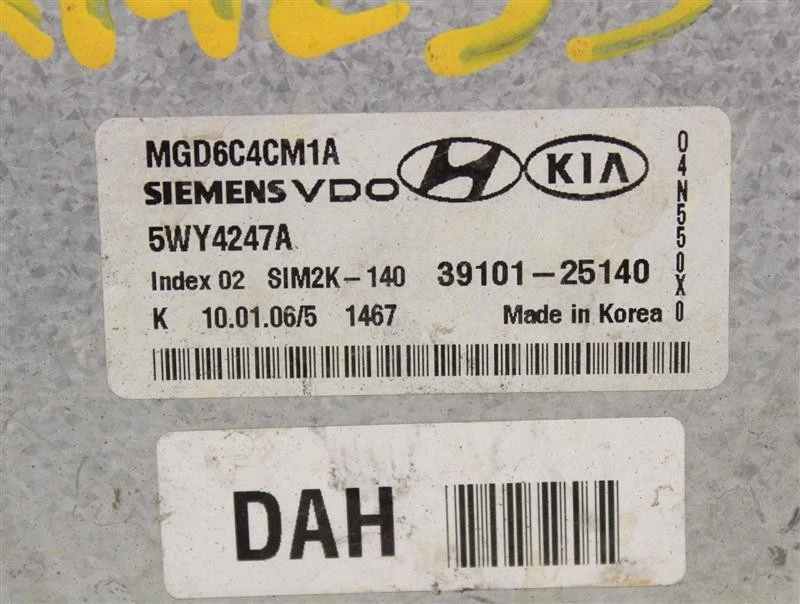 MGD6C4CM1A
SIEMENS VDO H KIA
5WY4247A
Index 02 SIM2K-140 39101-25140
K 10.01.06/5 1467 Made in Korea
04N550X0
DAH